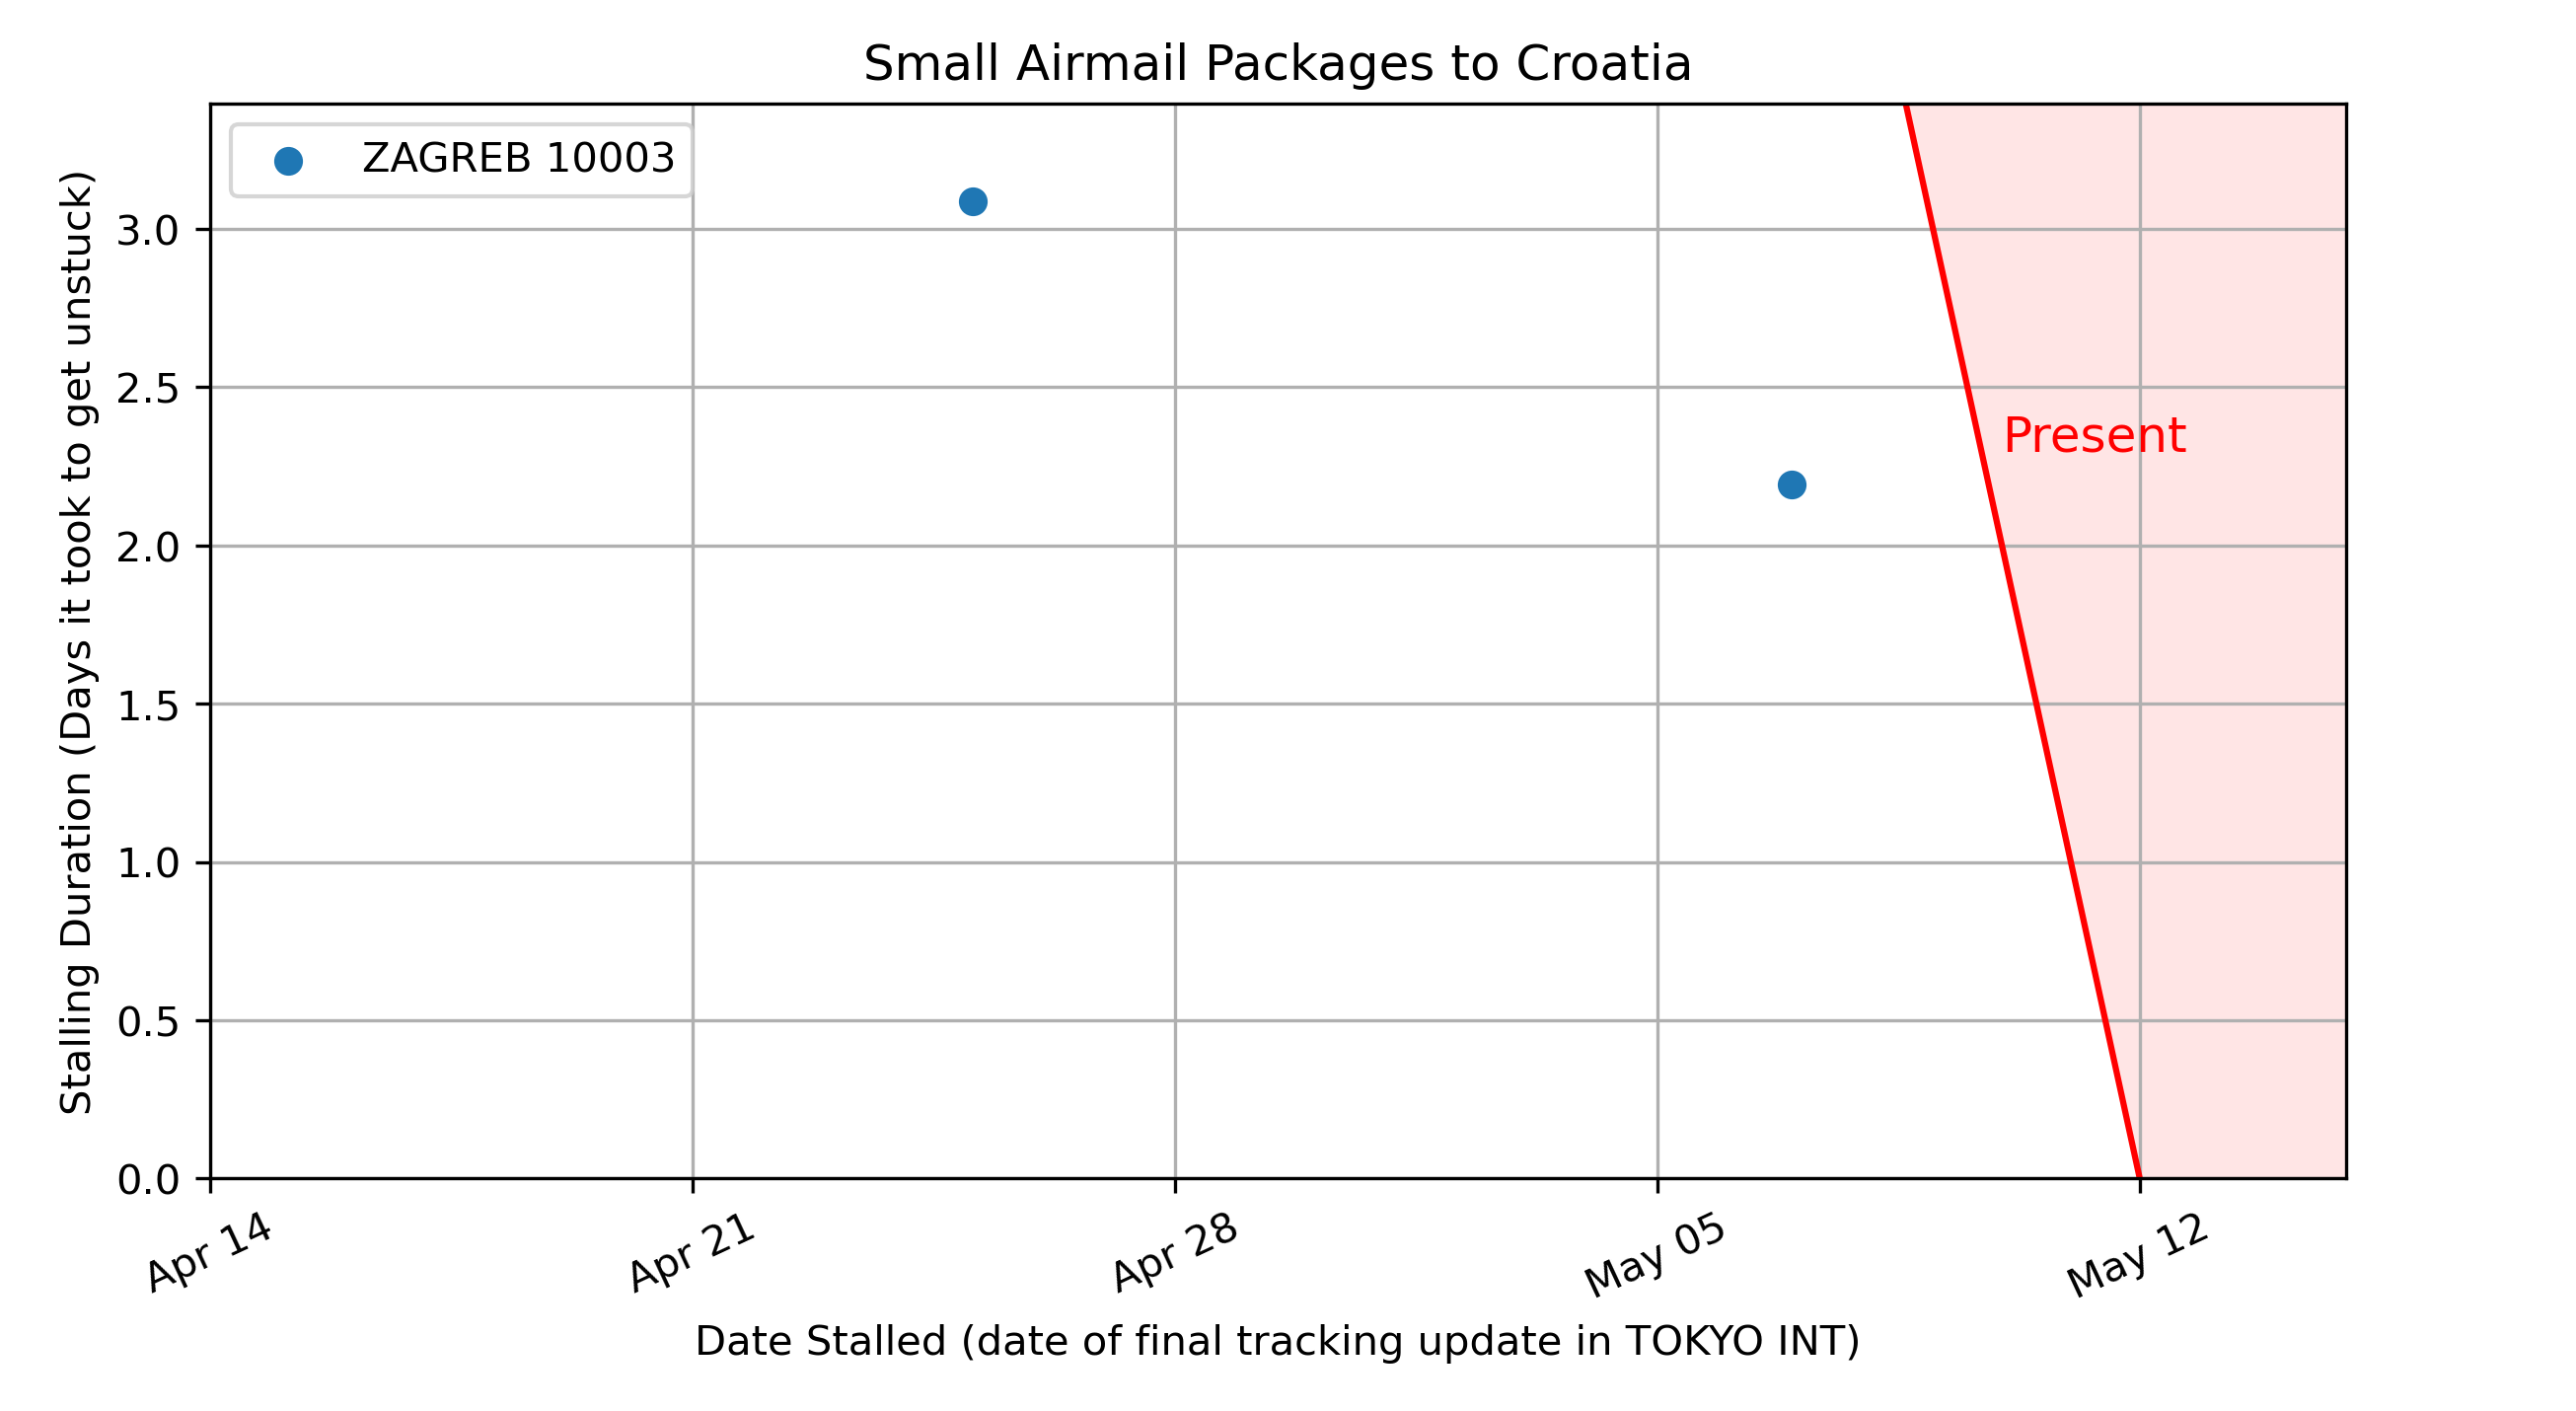 Small Airmail Packages to Croatia
ZAGREB 10003
Stalling Duration (Days it took to get unstuck)
3.0
2.5
2.0
1.5
1.0
0.5
0.0
Present
Apr 14
Apr 21
Apr 28
May 05
May 12
Date Stalled (date of final tracking update in TOKYO INT)